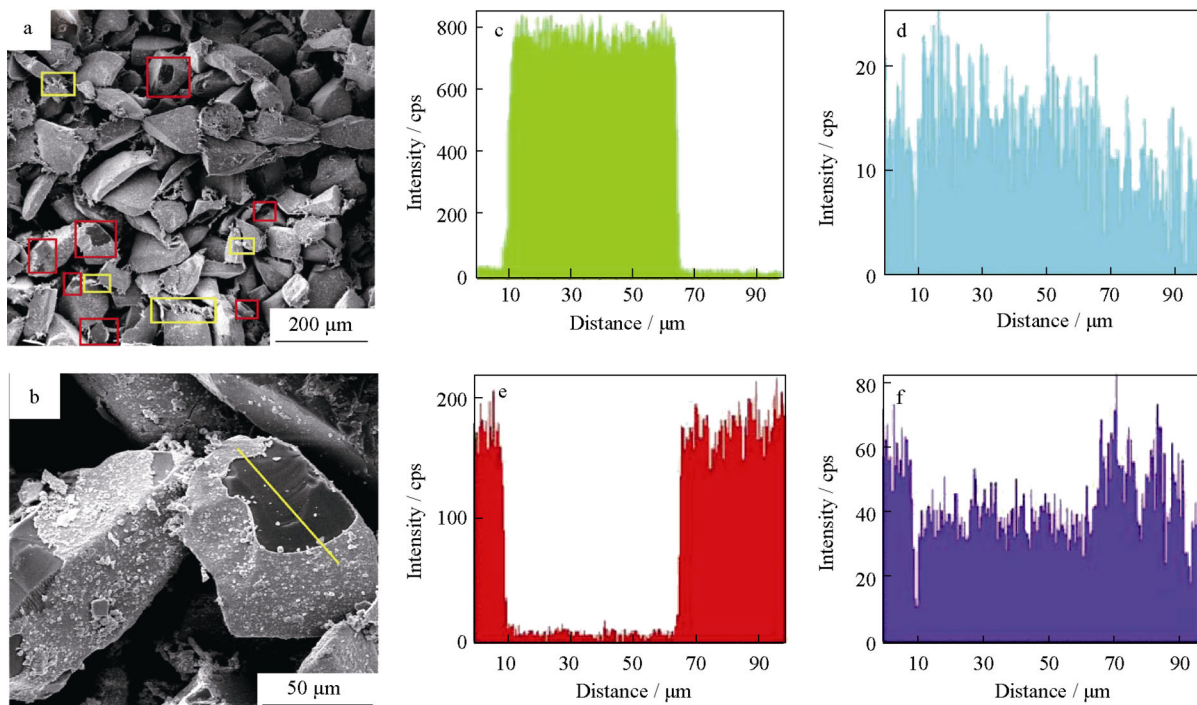 a
200 μm
b
50 μm
c
Intensity / cps
800
600
400
200
0
10 30 50 70 90
Distance / μm
d
Intensity / cps
20
10
0
10 30 50 70 90
Distance / μm
e
Intensity / cps
200
100
0
10 30 50 70 90
Distance / μm
f
Intensity / cps
80
60
40
20
0
10 30 50 70 90
Distance / μm